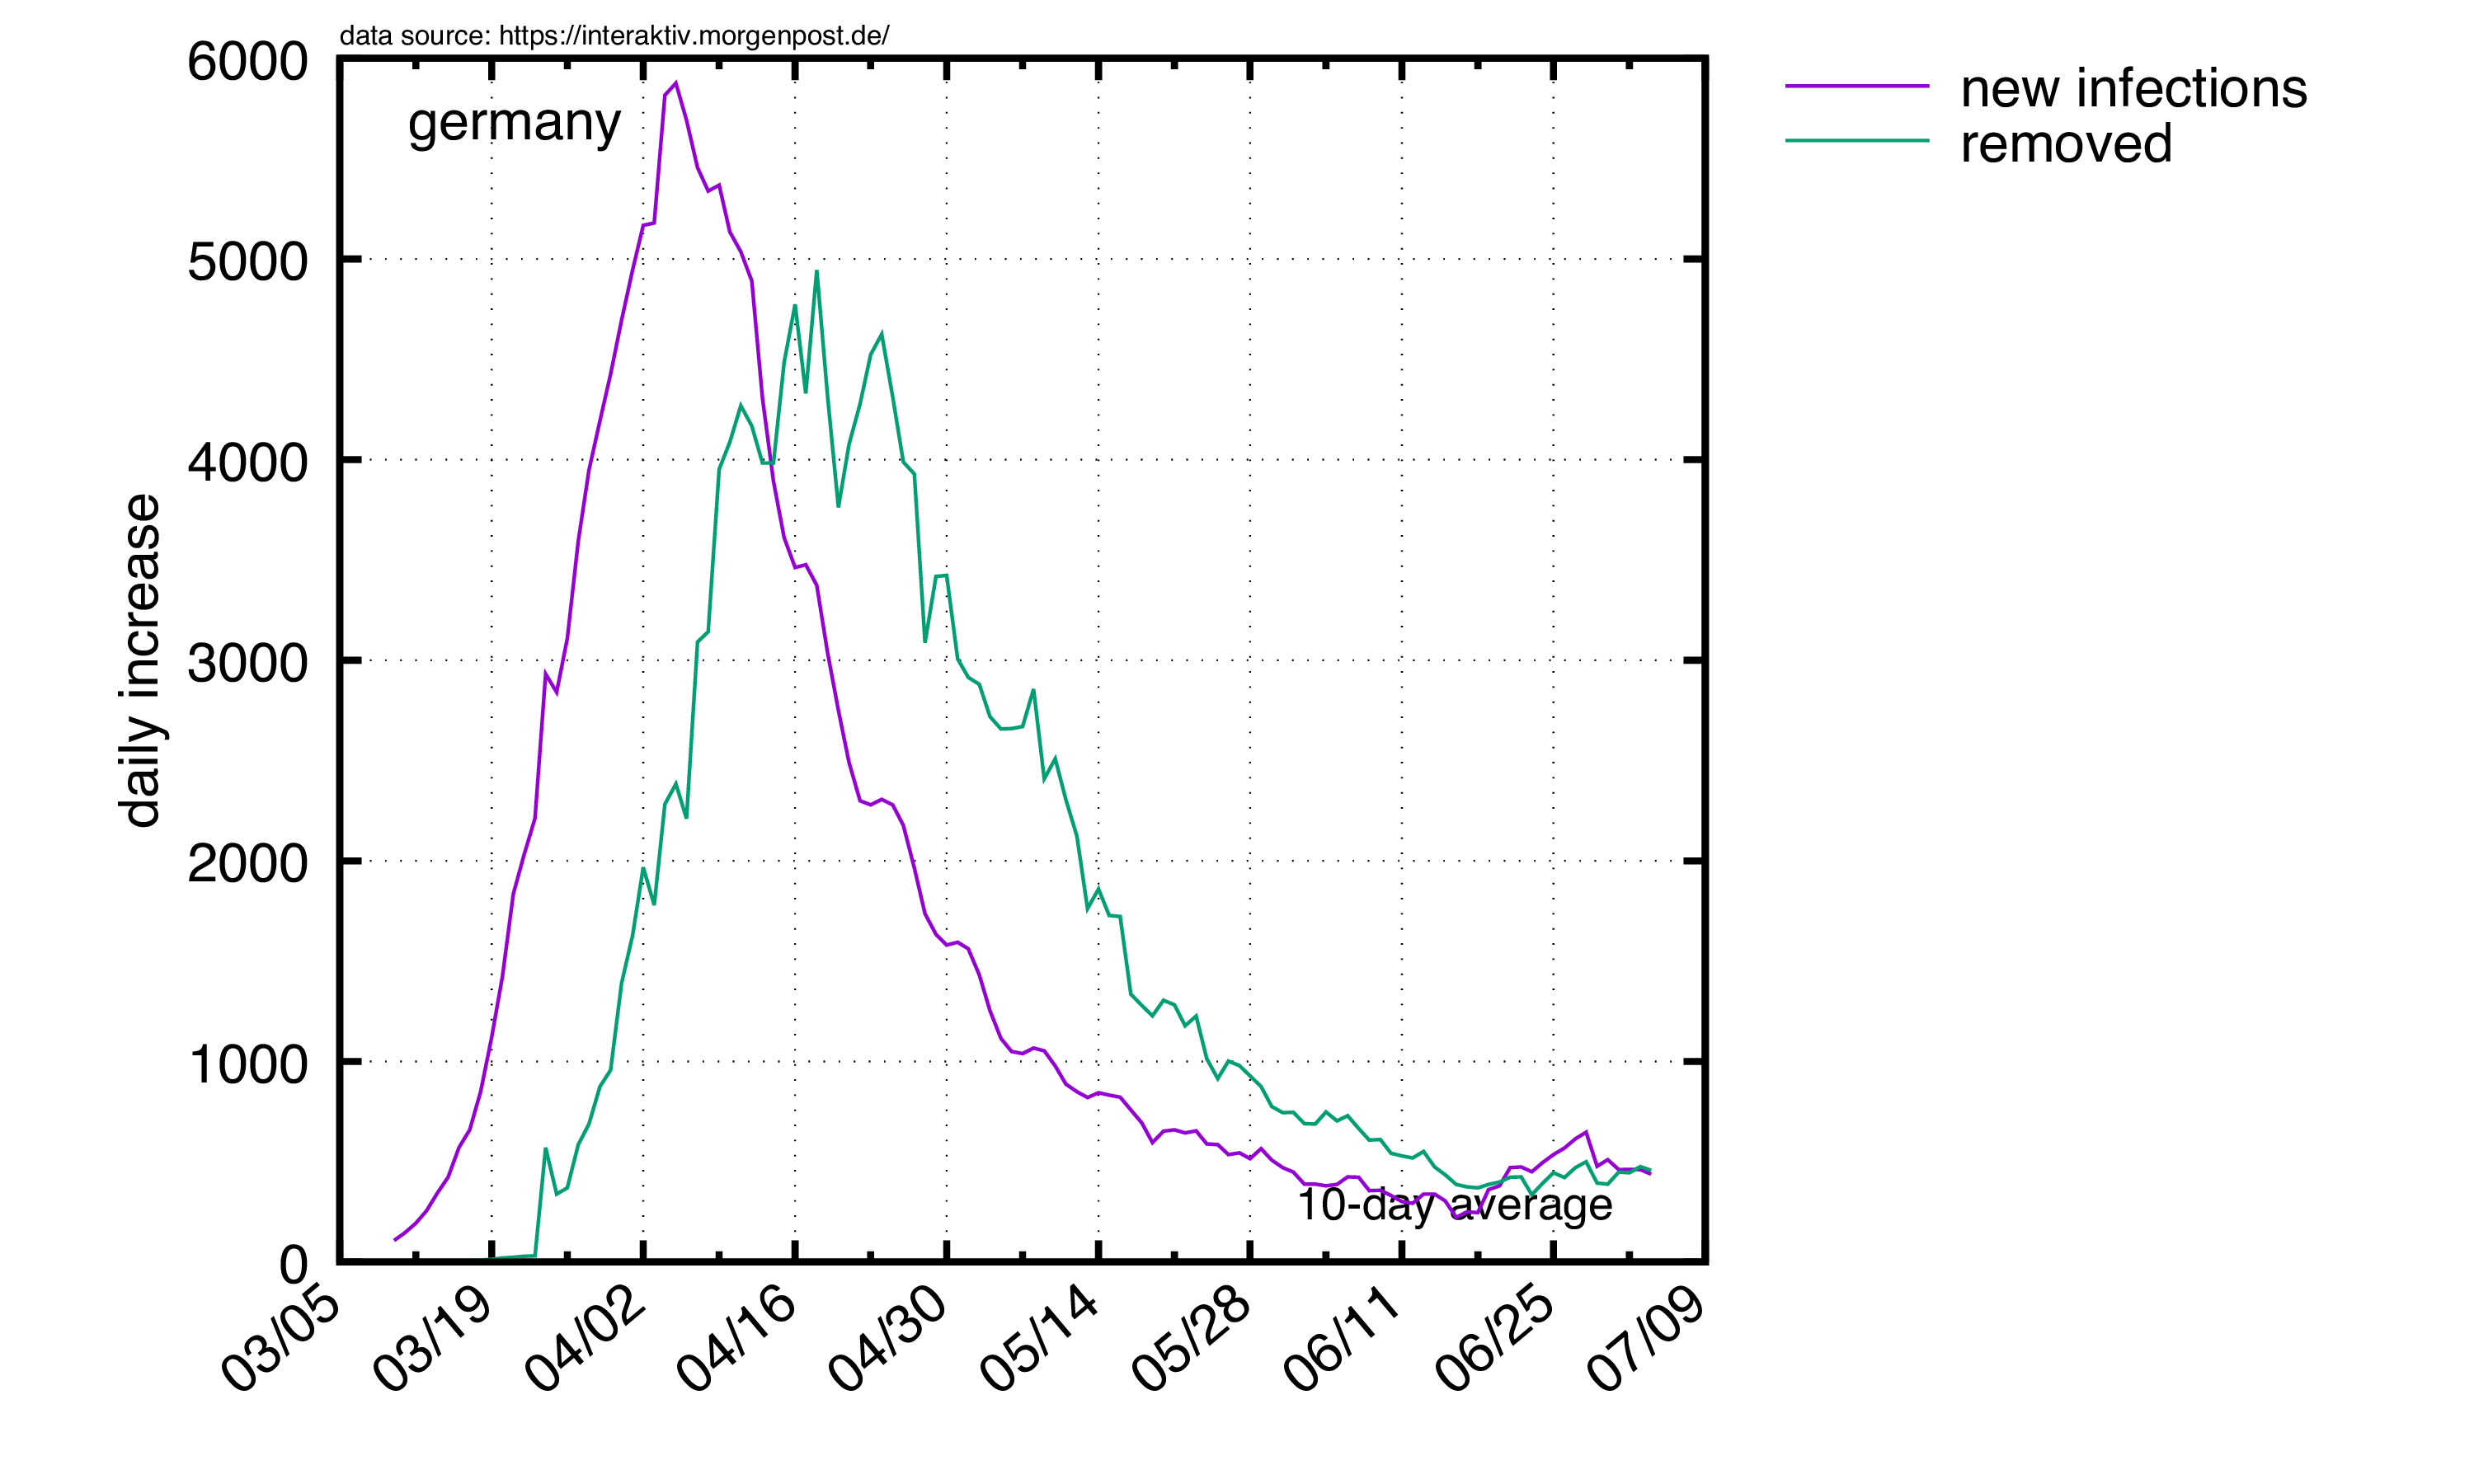 data source: https://interaktiv.morgenpost.de/
germany
new infections
removed
6000
5000
4000
3000
2000
1000
0
daily increase
10-day average
03/05
03/19
04/02
04/16
04/30
05/14
05/28
06/11
06/25
07/09